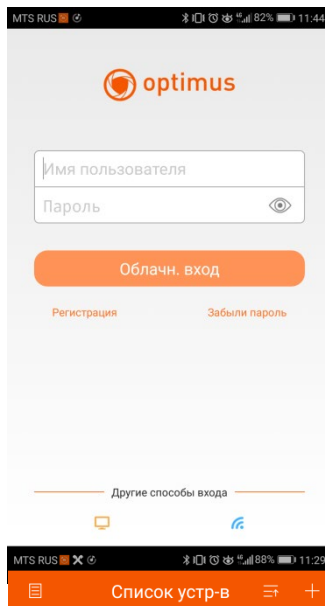 MTS RUS 82% 11:44
optimus
Имя пользователя
Пароль
Облачн. вход
Регистрация Забыли пароль
Другие способы входа
MTS RUS 88% 11:29
Список устр-в